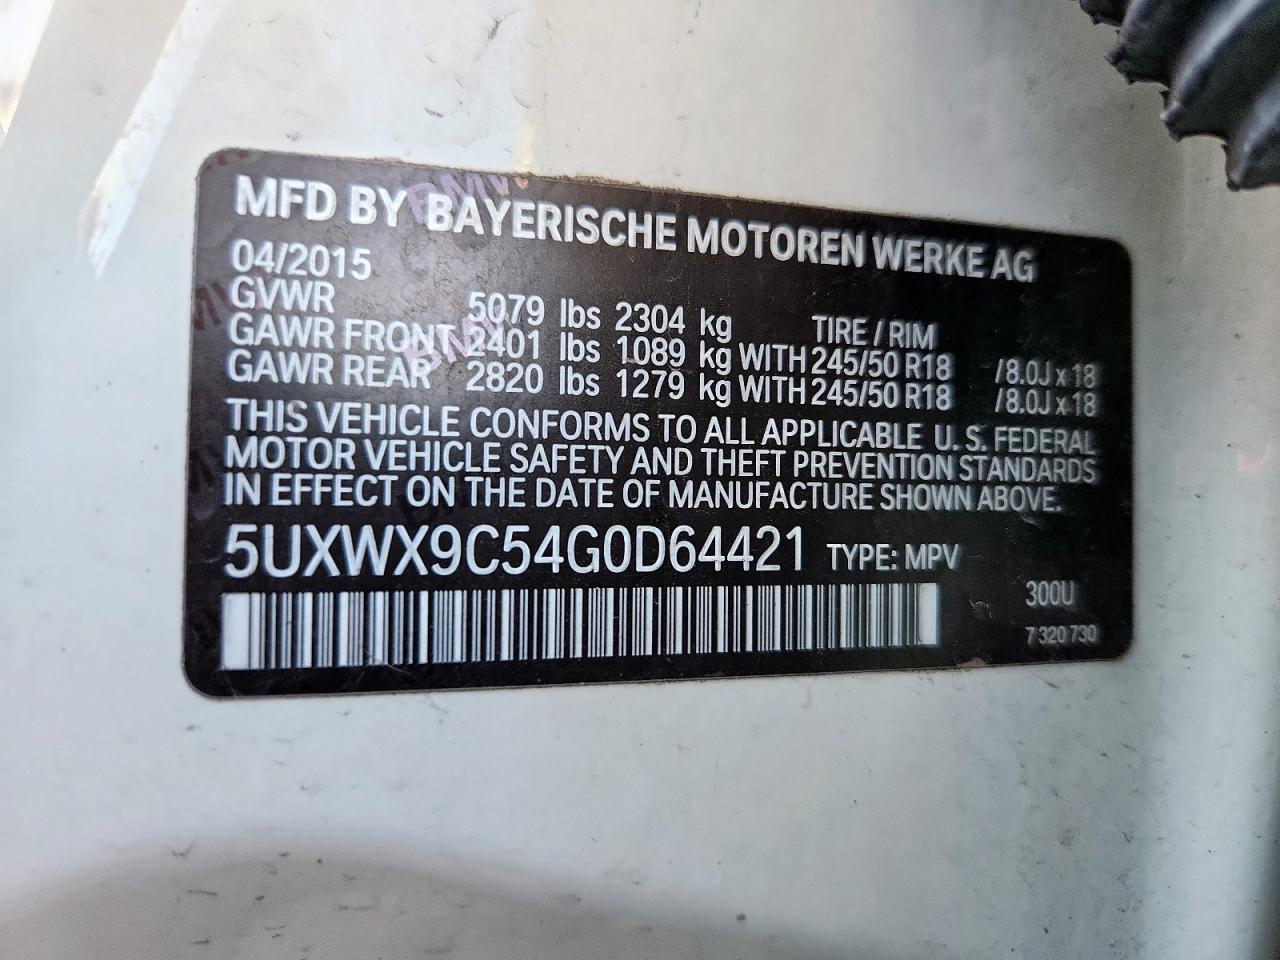 MFD BY BAYERISCHE MOTOREN WERKE AG
04/2015
GVWR 5079 lbs 2304 kg TIRE / RIM
GAWR FRONT 2401 lbs 1089 kg WITH 245/50 R18 /8.0J x 18
GAWR REAR 2820 lbs 1279 kg WITH 245/50 R18 /8.0J x 18
THIS VEHICLE CONFORMS TO ALL APPLICABLE U. S. FEDERAL
MOTOR VEHICLE SAFETY AND THEFT PREVENTION STANDARDS
IN EFFECT ON THE DATE OF MANUFACTURE SHOWN ABOVE.
5UXWX9C54G0D64421 TYPE: MPV
300U
7 320 730